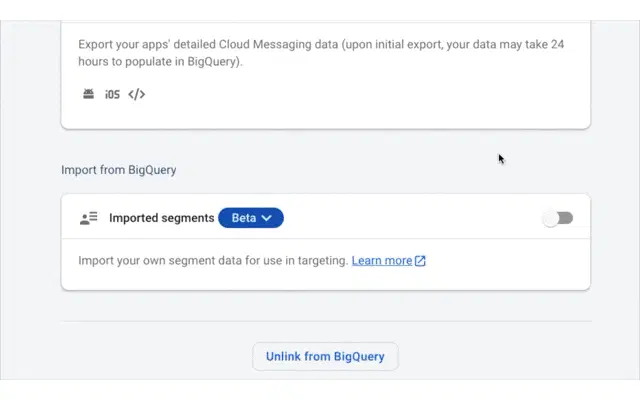 Export your apps' detailed Cloud Messaging data (upon initial export, your data may take 24
hours to populate in BigQuery).
iOS </>
Import from BigQuery
Imported segments Beta
Import your own segment data for use in targeting. Learn more
Unlink from BigQuery